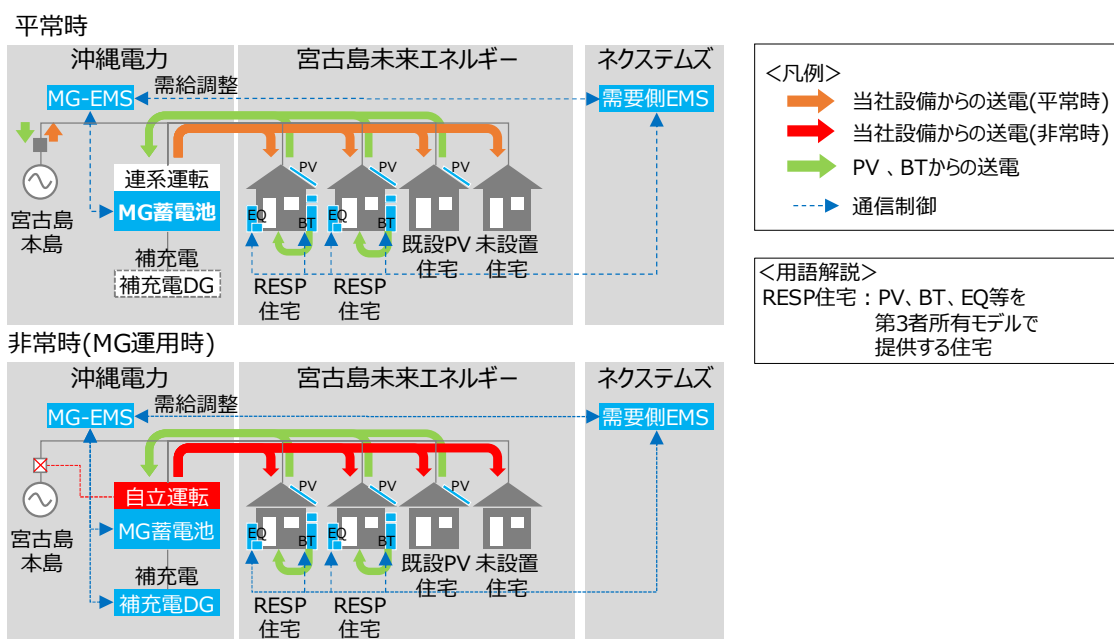 平常時
沖縄電力
宮古島未来エネルギー
ネクステムズ
MG-EMS
需給調整
需要側EMS
連系運転
MG蓄電池
宮古島
本島
補充電
補充電DG
PV
PV
PV
EQ
BT
EQ
BT
既設PV
住宅
未設置
住宅
RESP
住宅
RESP
住宅
<凡例>
当社設備からの送電(平常時)
当社設備からの送電(非常時)
PV 、BTからの送電
通信制御
<用語解説>
RESP住宅：PV、BT、EQ等を
第3者所有モデルで
提供する住宅
非常時(MG運用時)
沖縄電力
宮古島未来エネルギー
ネクステムズ
MG-EMS
需給調整
需要側EMS
自立運転
MG蓄電池
宮古島
本島
補充電
補充電DG
PV
PV
PV
EQ
BT
EQ
BT
既設PV
住宅
未設置
住宅
RESP
住宅
RESP
住宅